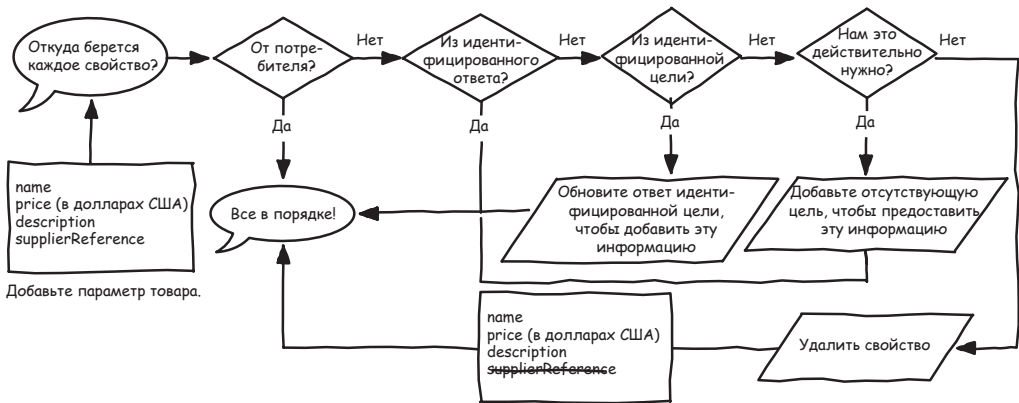 Откуда берется
каждое свойство?
От потре-
бителя?
Нет
Из иденти-
фицированного
ответа?
Нет
Из иденти-
фицированной
цели?
Нет
Нам это
действительно
нужно?
Нет
Да
Да
Да
Да
name
price (в долларах США)
description
supplierReference
Добавьте параметр товара.
Все в порядке!
Обновите ответ иденти-
фицированной цели,
чтобы добавить эту
информацию
Добавьте отсутствующую
цель, чтобы предоставить
эту информацию
name
price (в долларах США)
description
supplierReference
Удалить свойство